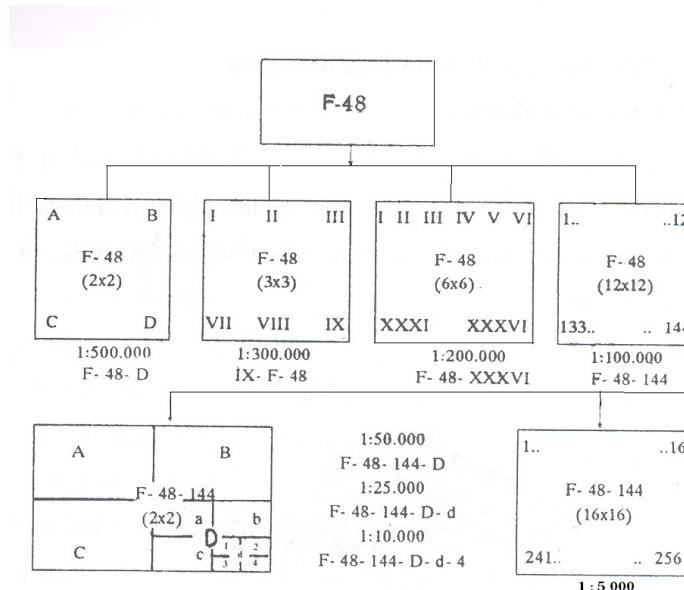 F-48
A B
F- 48
(2x2)
C D
1:500.000
F- 48- D
I II III
F- 48
(3x3)
VII VIII IX
1:300.000
IX- F- 48
I II III IV V VI
F- 48
(6x6)
XXXI XXXVI
1:200.000
F- 48- XXXVI
1.. ..12
F- 48
(12x12)
133.. .. 144
1:100.000
F- 48- 144
A B
F- 48- 144
(2x2) a b
D
C c 1 2
d
3 4
1:50.000
F- 48- 144- D
1:25.000
F- 48- 144- D- d
1:10.000
F- 48- 144- D- d- 4
1.. ..16
F- 48- 144
(16x16)
241.. .. 256
1:5.000